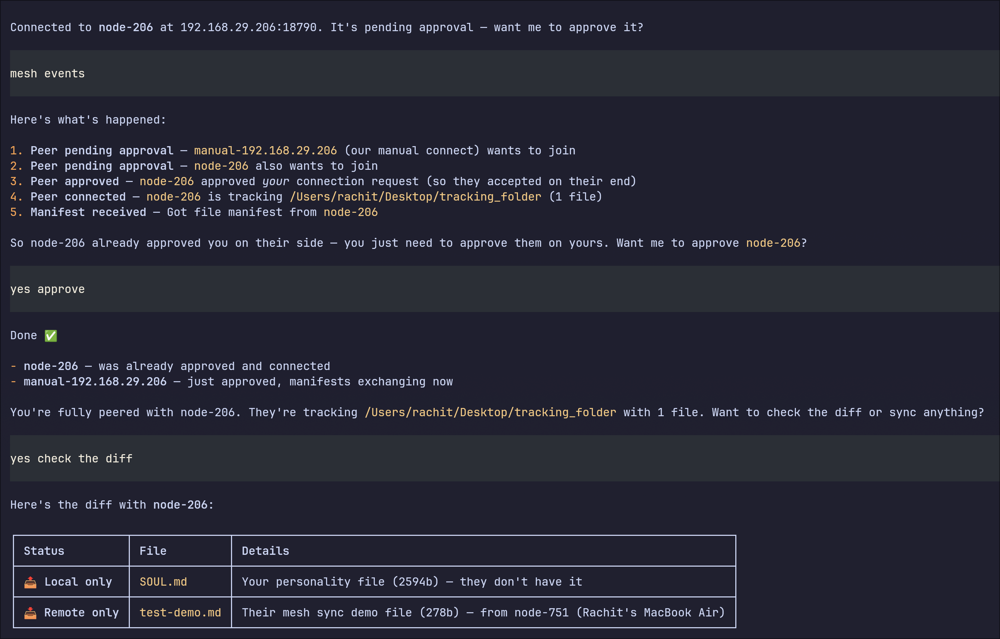 Connected to node-206 at 192.168.29.206:18790. It's pending approval — want me to approve it?
mesh events
Here's what's happened:
1. Peer pending approval — manual-192.168.29.206 (our manual connect) wants to join
2. Peer pending approval — node-206 also wants to join
3. Peer approved — node-206 approved your connection request (so they accepted on their end)
4. Peer connected — node-206 is tracking /Users/rachit/Desktop/tracking_folder (1 file)
5. Manifest received — Got file manifest from node-206
So node-206 already approved you on their side — you just need to approve them on yours. Want me to approve node-206?
yes approve
Done ✅
- node-206 — was already approved and connected
- manual-192.168.29.206 — just approved, manifests exchanging now
You're fully peered with node-206. They're tracking /Users/rachit/Desktop/tracking_folder with 1 file. Want to check the diff or sync anything?
yes check the diff
Here's the diff with node-206:
Status File Details
📤 Local only SOUL.md Your personality file (2594b) — they don't have it
📥 Remote only test-demo.md Their mesh sync demo file (278b) — from node-751 (Rachit's MacBook Air)